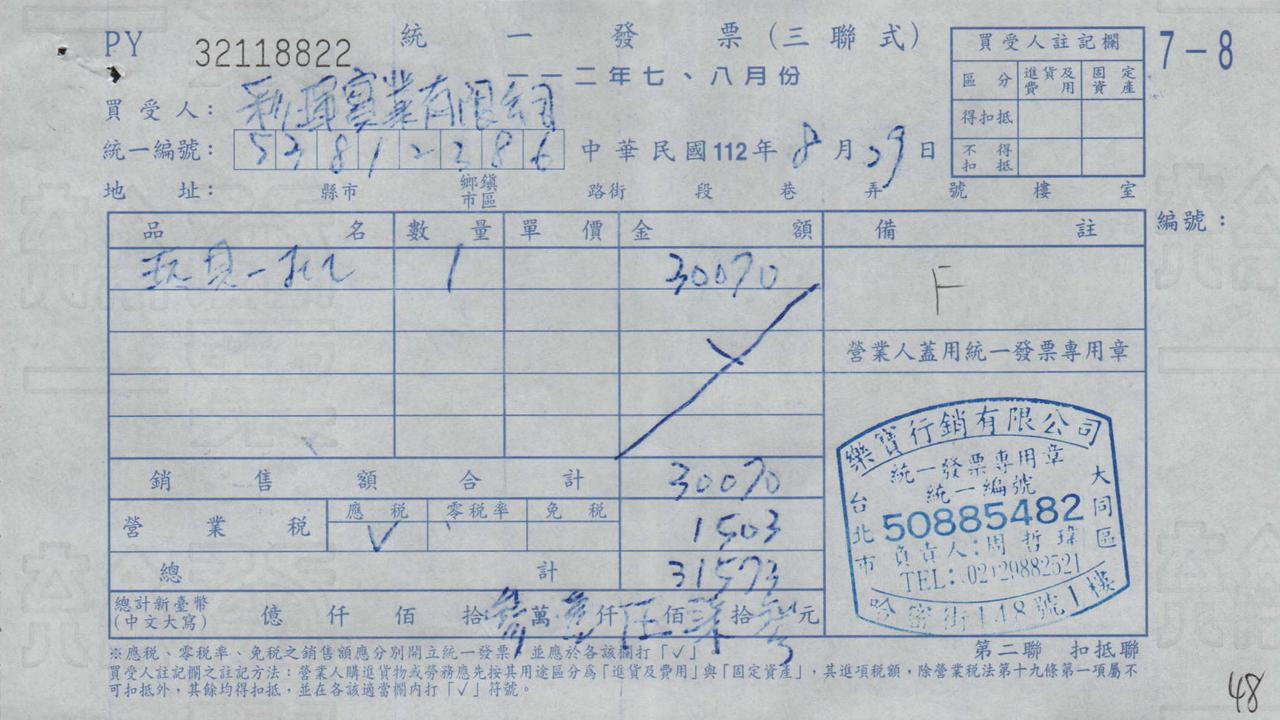 PY 32118822 統一發票(三聯式) 7-8
一一二年七、八月份
買受人註記欄
區分 進貨及費用 固定資產
得扣抵
不得扣抵
買受人: 利琿實業有限公司
統一編號: 53812386 中華民國112年8月29日
地址: 縣市 鄉鎮市區 路街 段 巷 弄 號 樓 室
編號:
品名 數量 單價 金額 備註
玩具一批 1 30070 F
營業人蓋用統一發票專用章
銷售額合計 30070
營業稅 應稅 零稅率 免稅
√ 1503
總計 31573
總計新臺幣(中文大寫) 億 仟 佰 拾參萬壹仟伍佰柒拾參元
樂寶行銷有限公司
統一發票專用章
統一編號
50885482
負責人:周哲瑋
TEL:02129882521
台北市 大同區
哈密街148號1樓
※應稅、零稅率、免稅之銷售額應分別開立統一發票,並應於各該欄打「√」
第二聯 扣抵聯
買受人註記欄之註記方法:營業人購進貨物或勞務應先按其用途區分為「進貨及費用」與「固定資產」,其進項稅額,除營業稅法第十九條第一項屬不
可扣抵外,其餘均得扣抵,並在各該適當欄內打「√」符號。
48